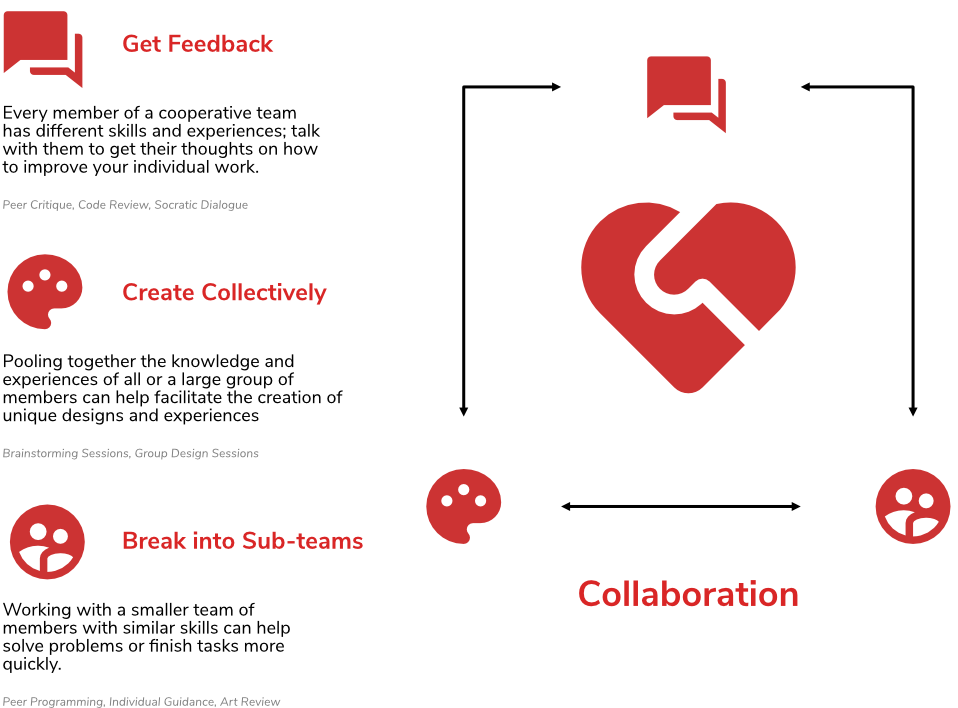 Get Feedback
Every member of a cooperative team
has different skills and experiences; talk
with them to get their thoughts on how
to improve your individual work.
Peer Critique, Code Review, Socratic Dialogue
Create Collectively
Pooling together the knowledge and
experiences of all or a large group of
members can help facilitate the creation of
unique designs and experiences
Brainstorming Sessions, Group Design Sessions
Break into Sub-teams
Working with a smaller team of
members with similar skills can help
solve problems or finish tasks more
quickly.
Peer Programming, Individual Guidance, Art Review
Collaboration